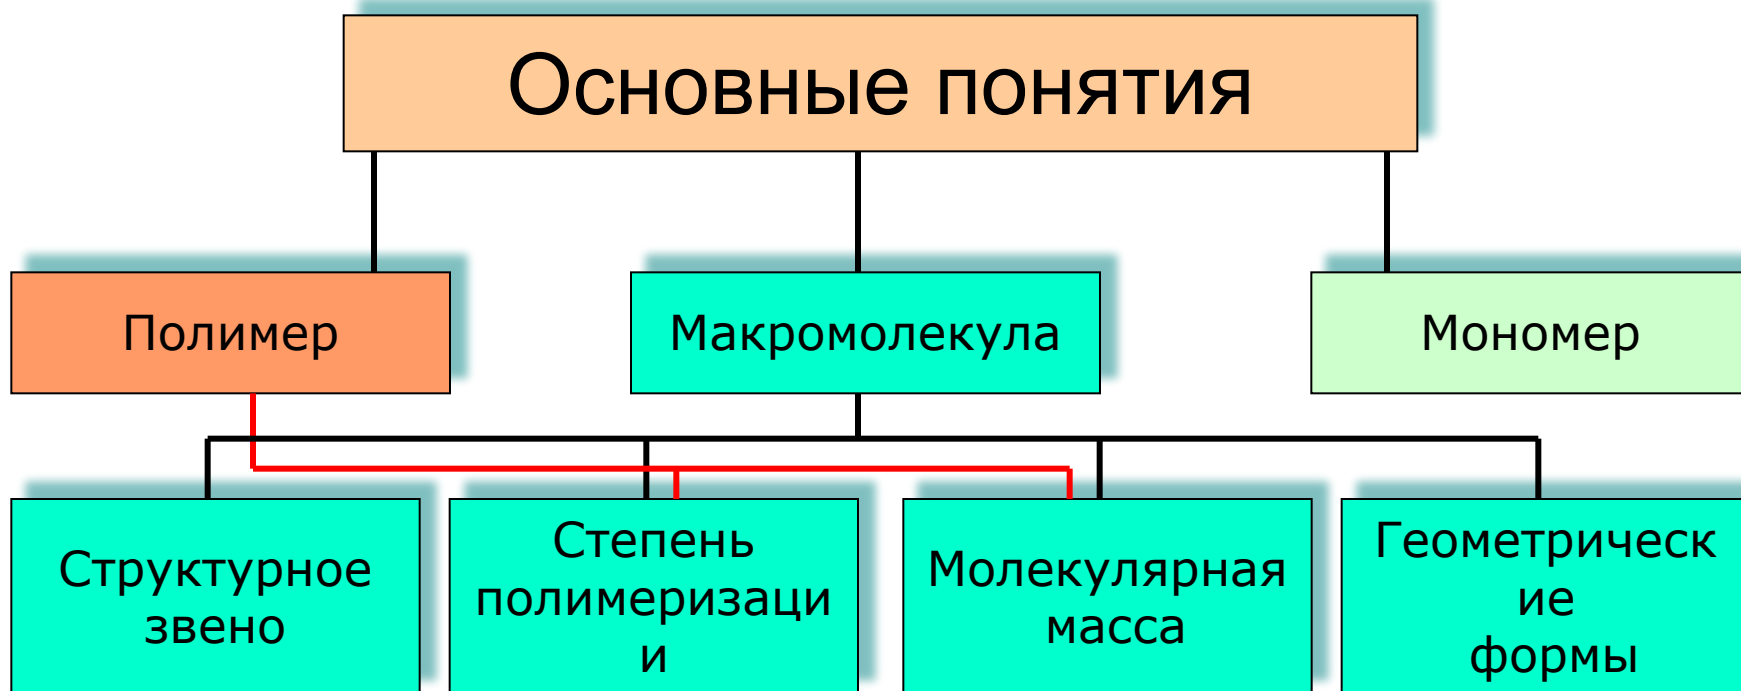 Основные понятия
Полимер
Макромолекула
Мономер
Структурное
звено
Степень
полимеризаци
и
Молекулярная
масса
Геометрическ
ие
формы